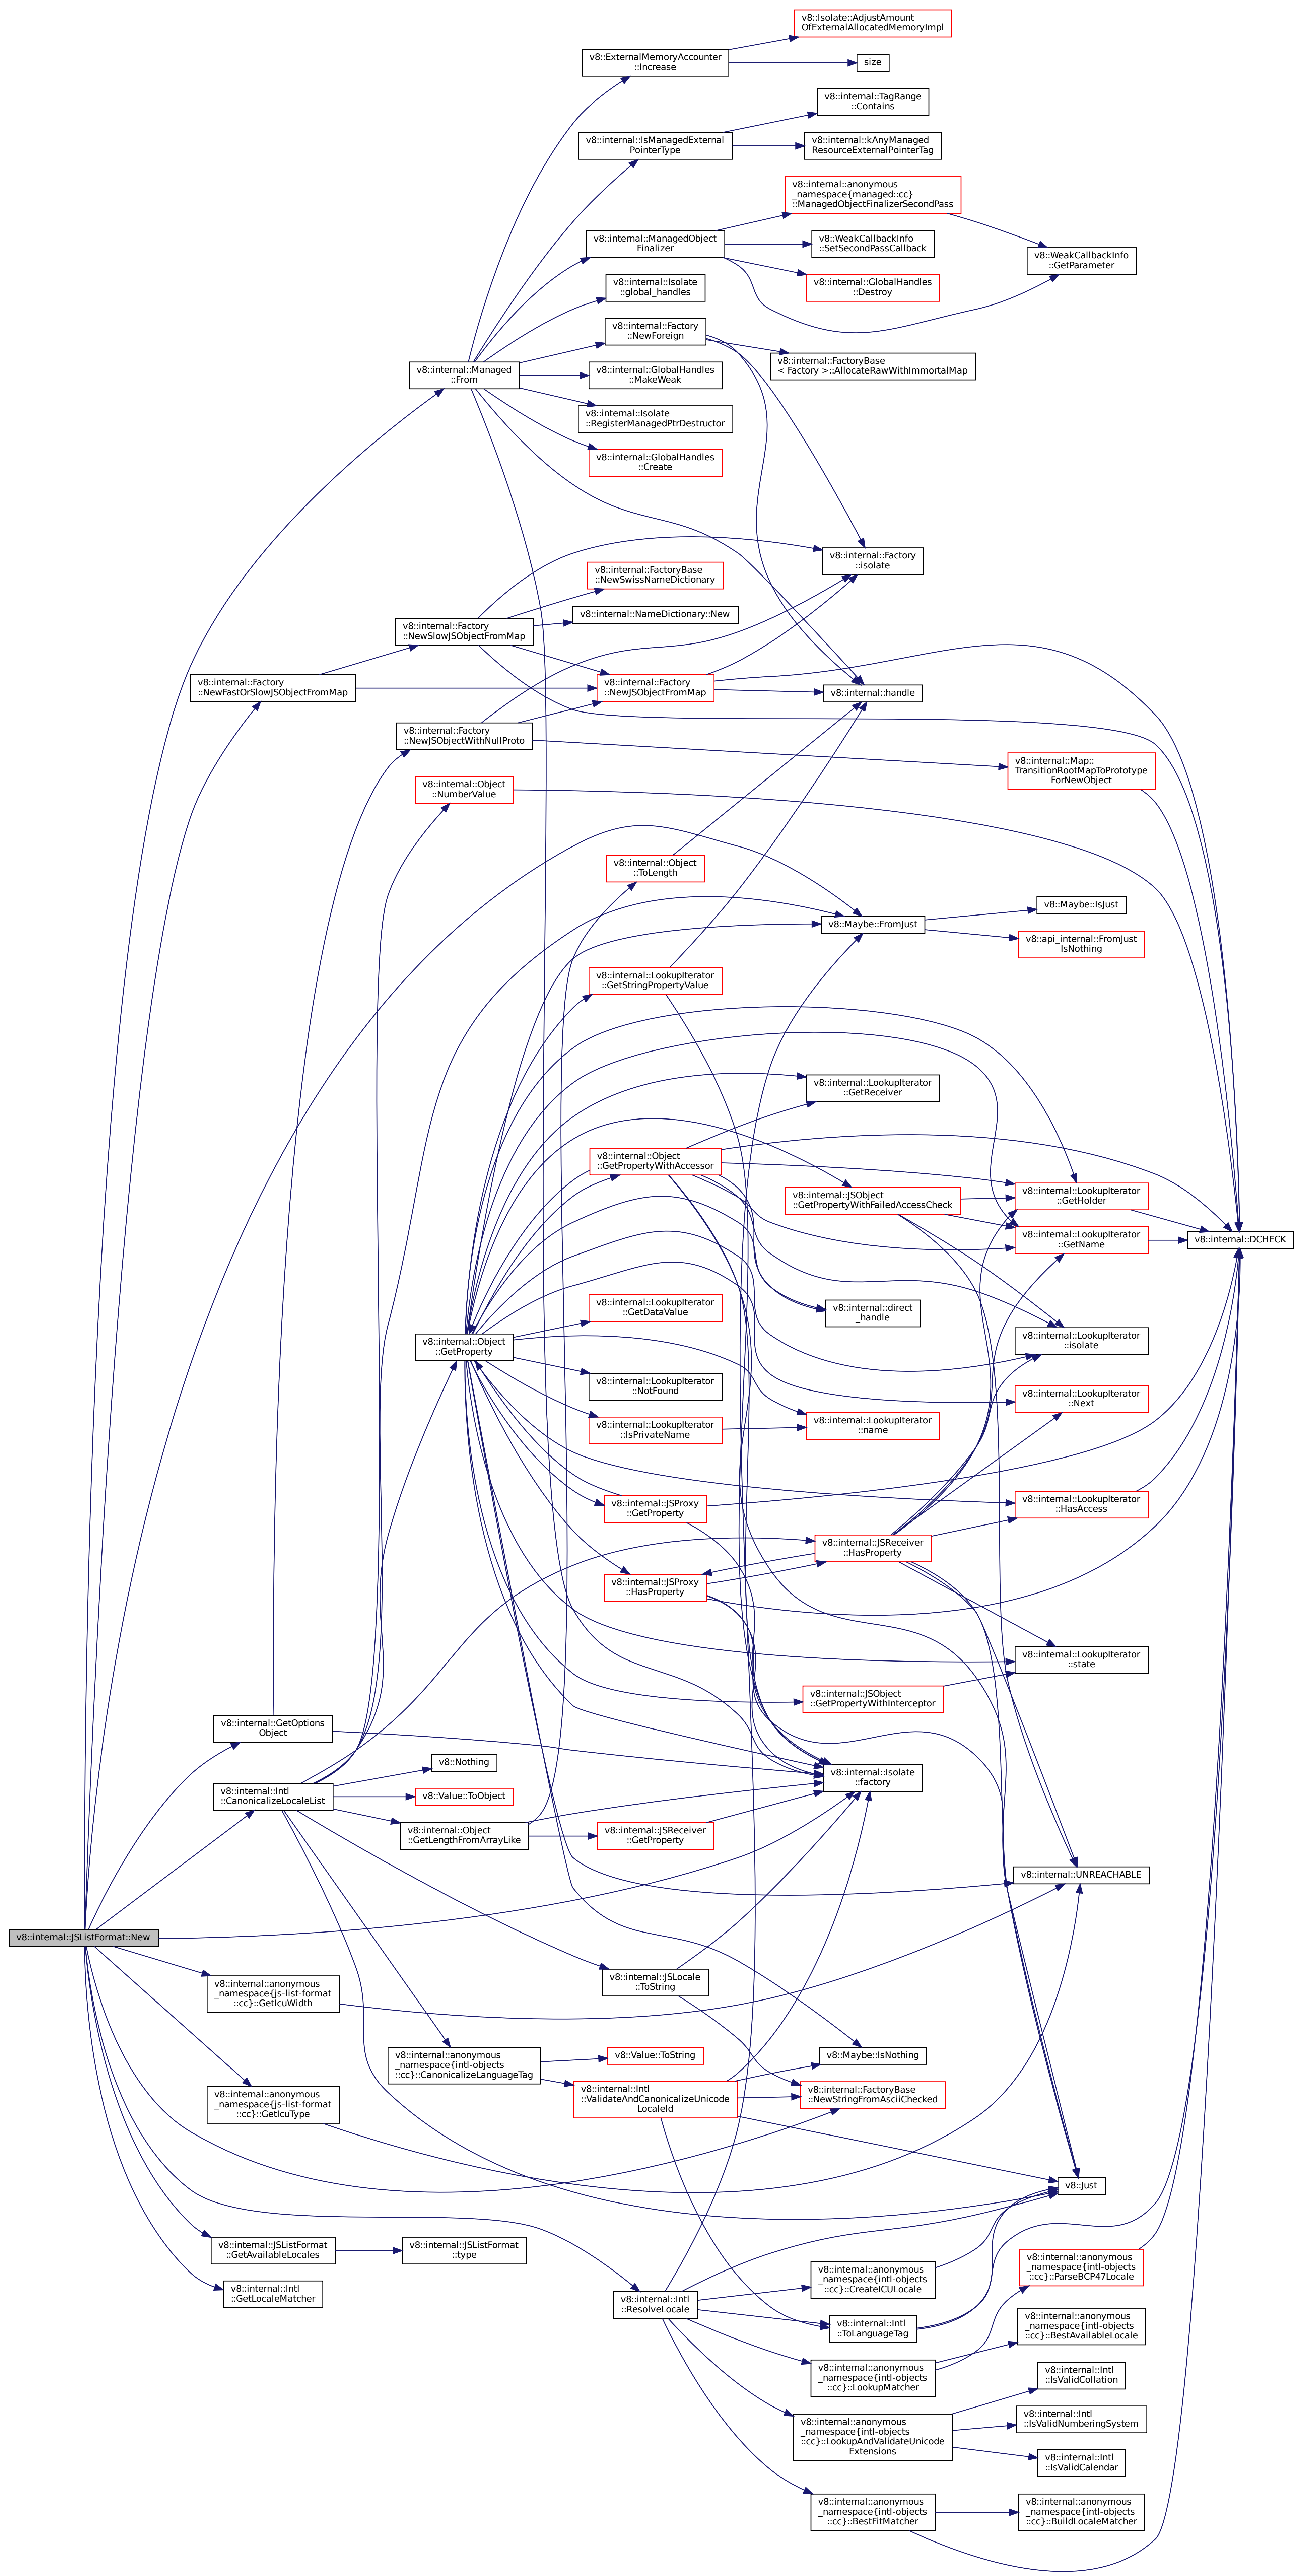 v8::Isolate::AdjustAmount
OfExternalAllocatedMemoryImpl
v8::ExternalMemoryAccounter
::Increase
size
v8::internal::TagRange
::Contains
v8::internal::IsManagedExternal
PointerType
v8::internal::kAnyManaged
ResourceExternalPointerTag
v8::internal::anonymous
_namespace{managed::cc}
::ManagedObjectFinalizerSecondPass
v8::internal::ManagedObject
Finalizer
v8::WeakCallbackInfo
::SetSecondPassCallback
v8::WeakCallbackInfo
::GetParameter
v8::internal::Isolate
::global_handles
v8::internal::GlobalHandles
::Destroy
v8::internal::Factory
::NewForeign
v8::internal::FactoryBase
< Factory >::AllocateRawWithImmortalMap
v8::internal::Managed
::From
v8::internal::GlobalHandles
::MakeWeak
v8::internal::Isolate
::RegisterManagedPtrDestructor
v8::internal::GlobalHandles
::Create
v8::internal::Factory
::isolate
v8::internal::FactoryBase
::NewSwissNameDictionary
v8::internal::NameDictionary::New
v8::internal::Factory
::NewSlowJSObjectFromMap
v8::internal::Factory
::NewFastOrSlowJSObjectFromMap
v8::internal::Factory
::NewJSObjectFromMap
v8::internal::handle
v8::internal::Factory
::NewJSObjectWithNullProto
v8::internal::Map::
TransitionRootMapToPrototype
ForNewObject
v8::internal::Object
::NumberValue
v8::internal::Object
::ToLength
v8::Maybe::IsJust
v8::Maybe::FromJust
v8::api_internal::FromJust
IsNothing
v8::internal::LookupIterator
::GetStringPropertyValue
v8::internal::LookupIterator
::GetReceiver
v8::internal::Object
::GetPropertyWithAccessor
v8::internal::JSObject
::GetPropertyWithFailedAccessCheck
v8::internal::LookupIterator
::GetHolder
v8::internal::LookupIterator
::GetName
v8::internal::DCHECK
v8::internal::LookupIterator
::GetDataValue
v8::internal::direct
_handle
v8::internal::LookupIterator
::isolate
v8::internal::Object
::GetProperty
v8::internal::LookupIterator
::NotFound
v8::internal::LookupIterator
::Next
v8::internal::LookupIterator
::IsPrivateName
v8::internal::LookupIterator
::name
v8::internal::JSProxy
::GetProperty
v8::internal::LookupIterator
::HasAccess
v8::internal::JSReceiver
::HasProperty
v8::internal::JSProxy
::HasProperty
v8::internal::LookupIterator
::state
v8::internal::JSObject
::GetPropertyWithInterceptor
v8::internal::GetOptions
Object
v8::Nothing
v8::internal::Isolate
::factory
v8::internal::Intl
::CanonicalizeLocaleList
v8::Value::ToObject
v8::internal::Object
::GetLengthFromArrayLike
v8::internal::JSReceiver
::GetProperty
v8::internal::UNREACHABLE
v8::internal::JSListFormat::New
v8::internal::anonymous
_namespace{js-list-format
::cc}::GetIcuWidth
v8::internal::JSLocale
::ToString
v8::internal::anonymous
_namespace{intl-objects
::cc}::CanonicalizeLanguageTag
v8::Value::ToString
v8::Maybe::IsNothing
v8::internal::anonymous
_namespace{js-list-format
::cc}::GetIcuType
v8::internal::Intl
::ValidateAndCanonicalizeUnicode
LocaleId
v8::internal::FactoryBase
::NewStringFromAsciiChecked
v8::Just
v8::internal::JSListFormat
::GetAvailableLocales
v8::internal::JSListFormat
::type
v8::internal::Intl
::GetLocaleMatcher
v8::internal::Intl
::ResolveLocale
v8::internal::anonymous
_namespace{intl-objects
::cc}::CreateICULocale
v8::internal::anonymous
_namespace{intl-objects
::cc}::ParseBCP47Locale
v8::internal::Intl
::ToLanguageTag
v8::internal::anonymous
_namespace{intl-objects
::cc}::BestAvailableLocale
v8::internal::anonymous
_namespace{intl-objects
::cc}::LookupMatcher
v8::internal::Intl
::IsValidCollation
v8::internal::anonymous
_namespace{intl-objects
::cc}::LookupAndValidateUnicode
Extensions
v8::internal::Intl
::IsValidNumberingSystem
v8::internal::Intl
::IsValidCalendar
v8::internal::anonymous
_namespace{intl-objects
::cc}::BestFitMatcher
v8::internal::anonymous
_namespace{intl-objects
::cc}::BuildLocaleMatcher